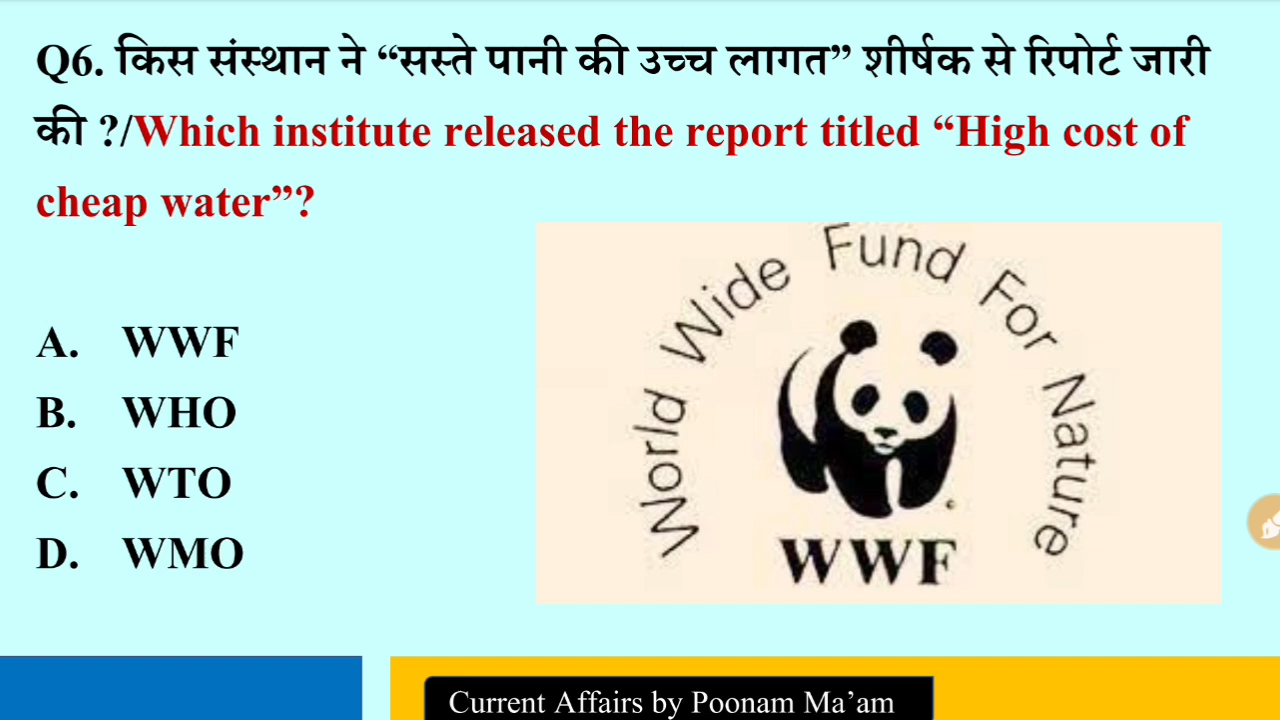 Q6. किस संस्थान ने “सस्ते पानी की उच्च लागत” शीर्षक से रिपोर्ट जारी
की ?/Which institute released the report titled “High cost of
cheap water”?
A. WWF
B. WHO
C. WTO
D. WMO
World Wide Fund For Nature
WWF
Current Affairs by Poonam Ma’am